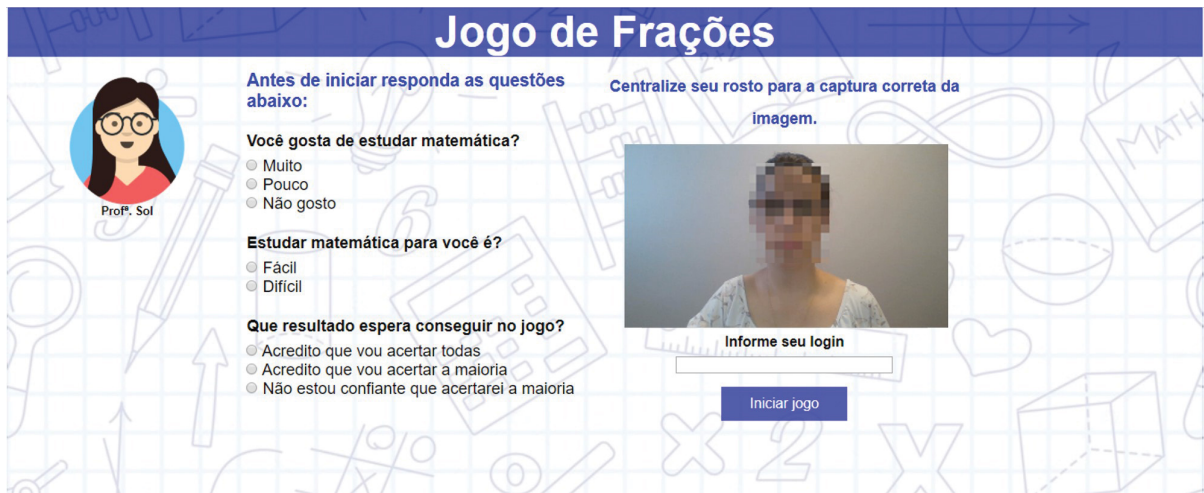 Jogo de Frações
Profª. Sol
Antes de iniciar responda as questões
abaixo:
Você gosta de estudar matemática?
Muito
Pouco
Não gosto
Estudar matemática para você é?
Fácil
Difícil
Que resultado espera conseguir no jogo?
Acredito que vou acertar todas
Acredito que vou acertar a maioria
Não estou confiante que acertarei a maioria
Centralize seu rosto para a captura correta da
imagem.
Informe seu login
Iniciar jogo
MATH
2+2